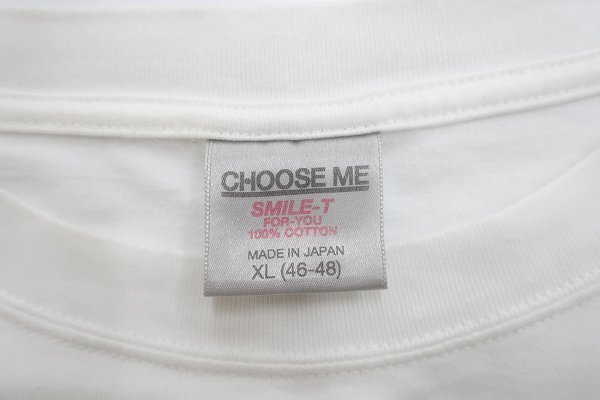 CHOOSE ME
SMILE-T
FOR-YOU
100% COTTON
MADE IN JAPAN
XL (46-48)